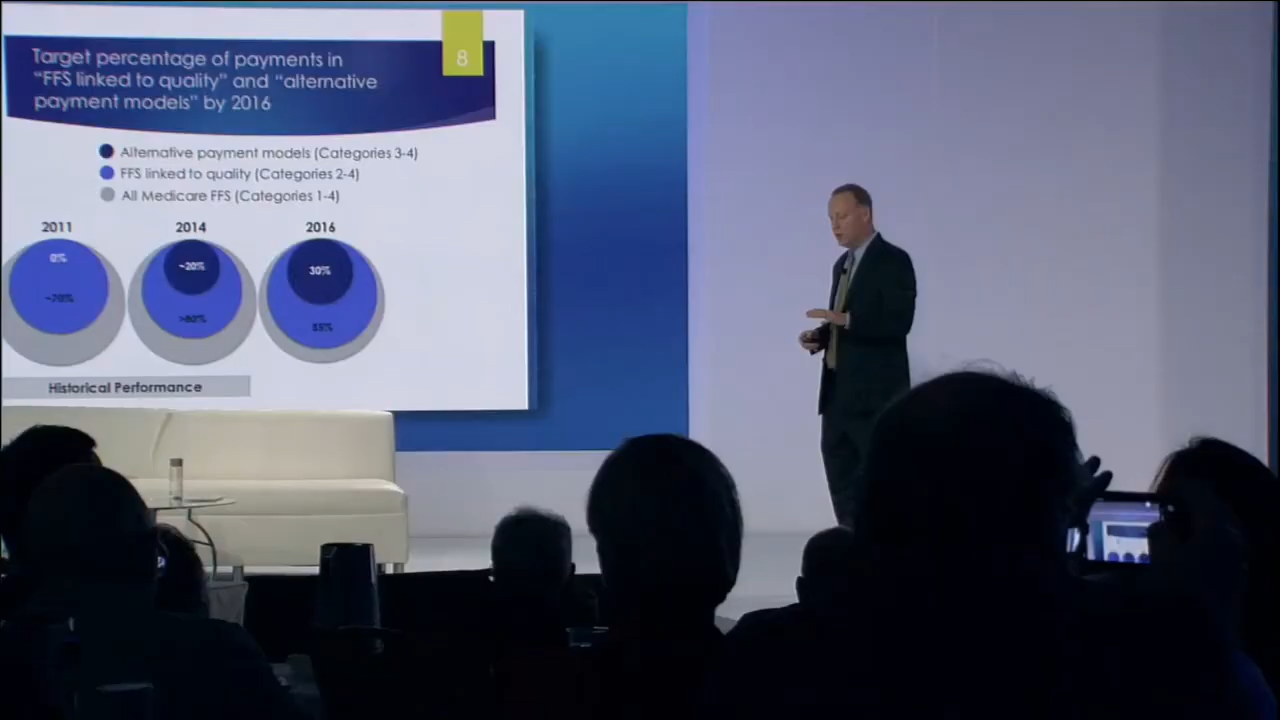 8
Target percentage of payments in
“FFS linked to quality” and “alternative
payment models” by 2016
Alternative payment models (Categories 3-4)
FFS linked to quality (Categories 2-4)
All Medicare FFS (Categories 1-4)
2011 2014 2016
0% ~20% 30%
~70% >80% 85%
Historical Performance